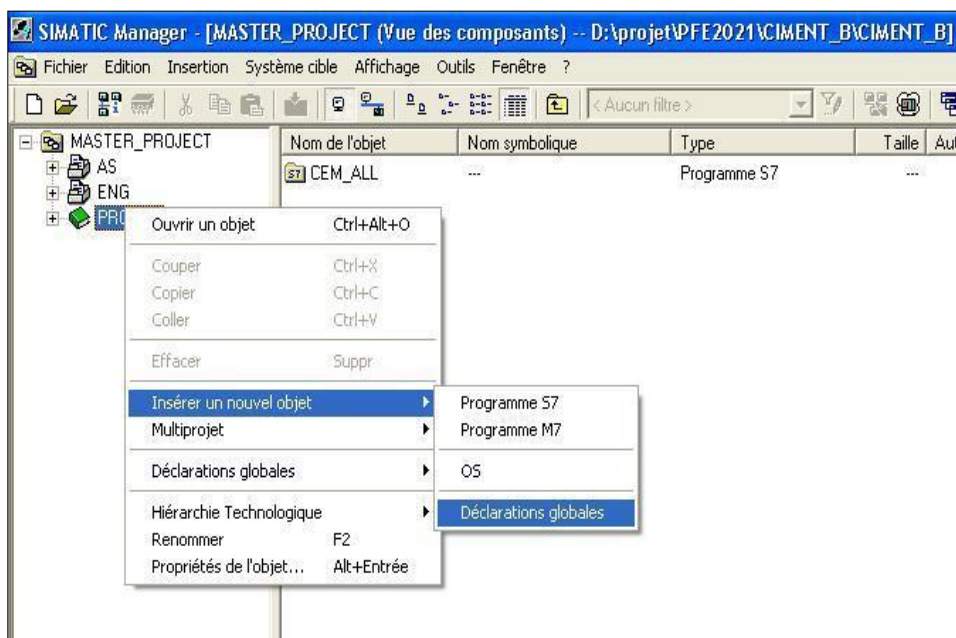 SIMATIC Manager - [MASTER_PROJECT (Vue des composants) -- D:\projet\PFE2021\CIMENT_B\CIMENT_B]
Fichier Edition Insertion Système cible Affichage Outils Fenêtre ?
< Aucun filtre >
MASTER_PROJECT
AS
ENG
Nom de l'objet Nom symbolique Type Taille
CEM_ALL --- Programme S7 ---
Ouvrir un objet Ctrl+Alt+O
Couper Ctrl+X
Copier Ctrl+C
Coller Ctrl+V
Effacer Suppr
Insérer un nouvel objet
Multiprojet
Déclarations globales
Hiérarchie Technologique
Renommer F2
Propriétés de l'objet... Alt+Entrée
Programme S7
Programme M7
OS
Déclarations globales